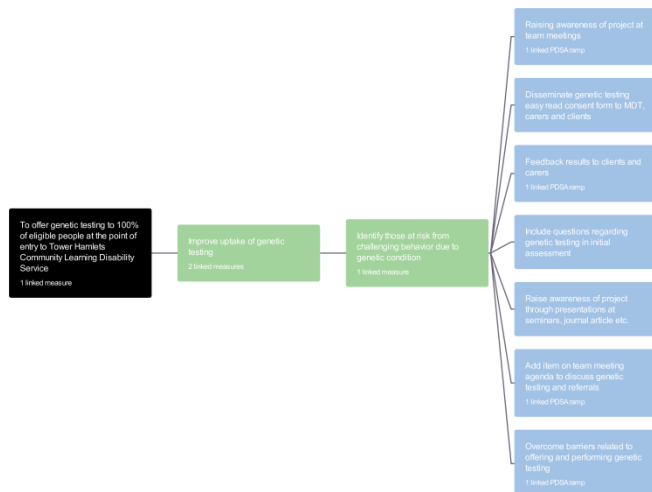 To offer genetic testing to 100%
of eligible people at the point of
entry to Tower Hamlets
Community Learning Disability
Service
1 linked measure
Improve uptake of genetic
testing
2 linked measures
Identify those at risk from
challenging behavior due to
genetic condition
1 linked measure
Raising awareness of project at
team meetings
1 linked PDSA ramp
Disseminate genetic testing
easy read consent form to MDT,
carers and clients
Feedback results to clients and
carers
1 linked PDSA ramp
Include questions regarding
genetic testing in initial
assessment
Raise awareness of project
through presentations at
seminars, journal article etc.
1 linked PDSA ramp
Add item on team meeting
agenda to discuss genetic
testing and referrals
1 linked PDSA ramp
Overcome barriers related to
offering and performing genetic
testing
1 linked PDSA ramp